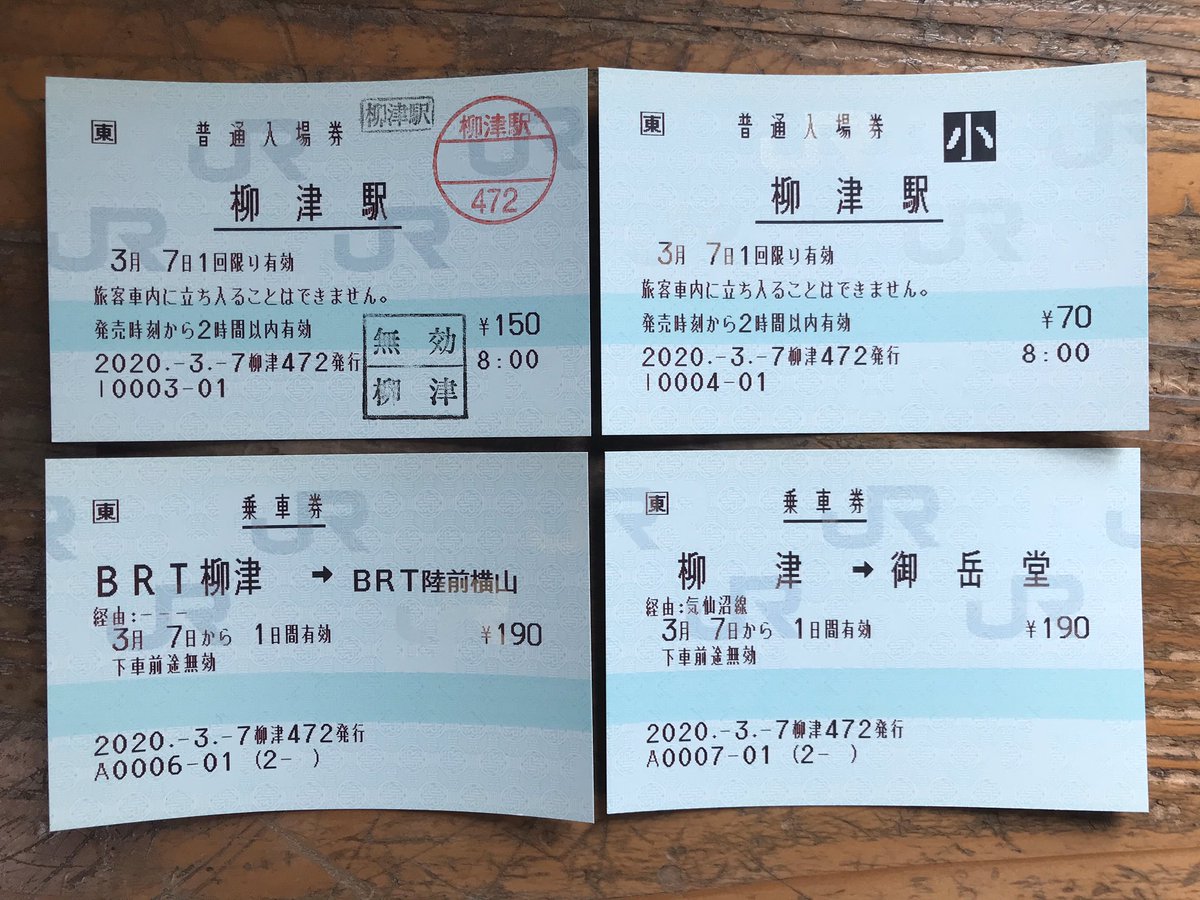 東 普通入場券 柳津駅
柳津駅
472
柳津駅
3月 7日1回限り有効
旅客車内に立ち入ることはできません。
発売時刻から2時間以内有効 ¥150
2020.-3.-7柳津472発行 8:00
10003-01
無効
柳津
東 普通入場券 小
柳津駅
3月 7日1回限り有効
旅客車内に立ち入ることはできません。
発売時刻から2時間以内有効 ¥70
2020.-3.-7柳津472発行 8:00
10004-01
東 乗車券
BRT柳津 → BRT陸前横山
経由:---
3月 7日から 1日間有効 ¥190
下車前途無効
2020.-3.-7柳津472発行
A0006-01 (2- )
東 乗車券
柳津 → 御岳堂
経由:気仙沼線
3月 7日から 1日間有効 ¥190
下車前途無効
2020.-3.-7柳津472発行
A0007-01 (2- )